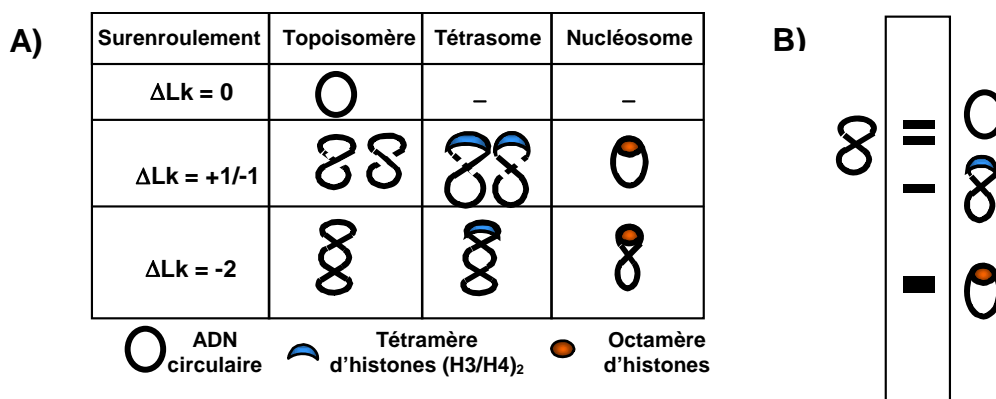 A)
Surenroulement Topoisomère Tétrasome Nucléosome
ΔLk = 0 – –
ΔLk = +1/-1
ΔLk = -2
ADN circulaire
Tétramère d'histones (H3/H4)₂
Octamère d'histones
B)